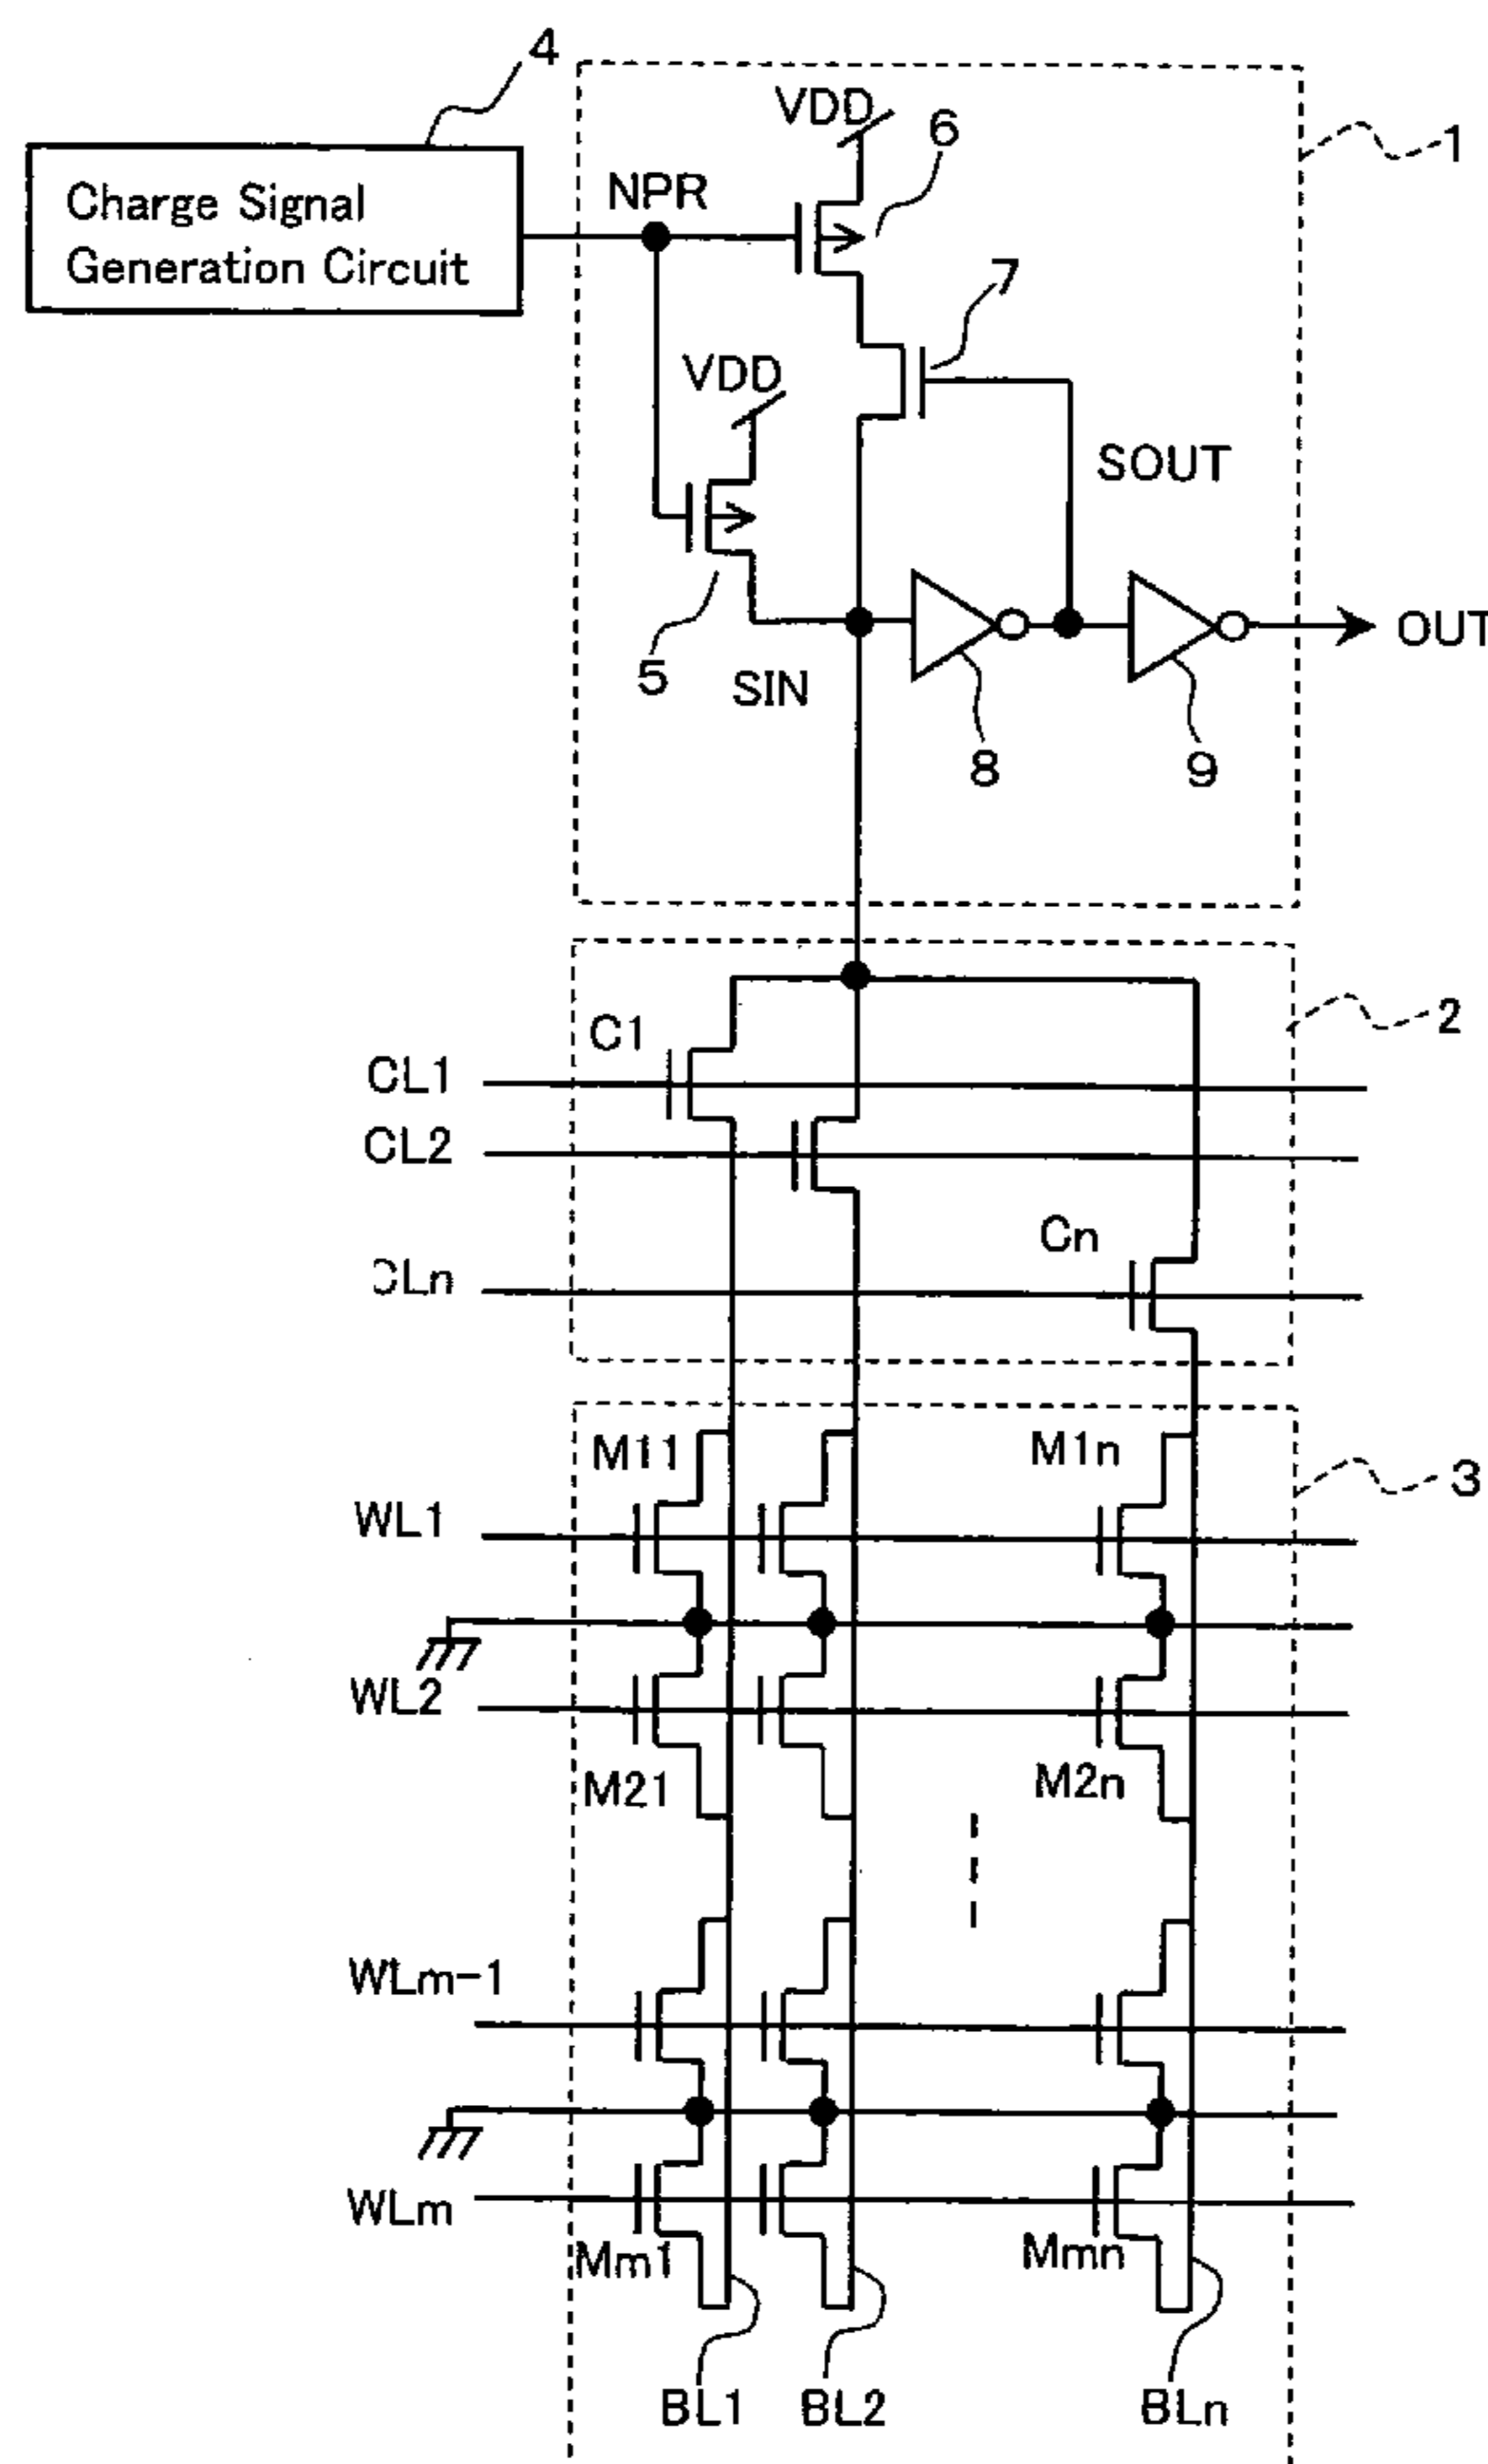 4
VDD
6
1
Charge Signal
Generation Circuit
NPR
7
VDD
SOUT
OUT
5
SIN
8
9
2
C1
CL1
CL2
Cn
CLn
M11
M1n
3
WL1
WL2
M21
M2n
WLm-1
WLm
Mm1
Mmn
BL1
BL2
BLn